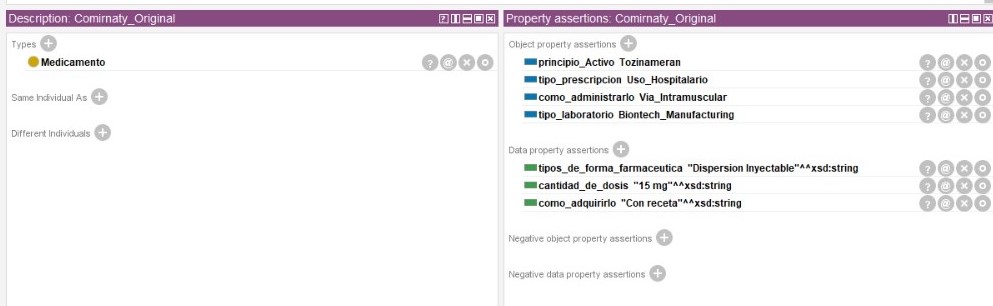 Description: Comirnaty_Original
Types
Medicamento
Same Individual As
Different Individuals
Property assertions: Comirnaty_Original
Object property assertions
principio_Activo Tozinameran
tipo_prescripcion Uso_Hospitalario
como_administrarlo Via_Intramuscular
tipo_laboratorio Biontech_Manufacturing
Data property assertions
tipos_de_forma_farmaceutica "Dispersion Inyectable"^^xsd:string
cantidad_de_dosis "15 mg"^^xsd:string
como_adquirirlo "Con receta"^^xsd:string
Negative object property assertions
Negative data property assertions